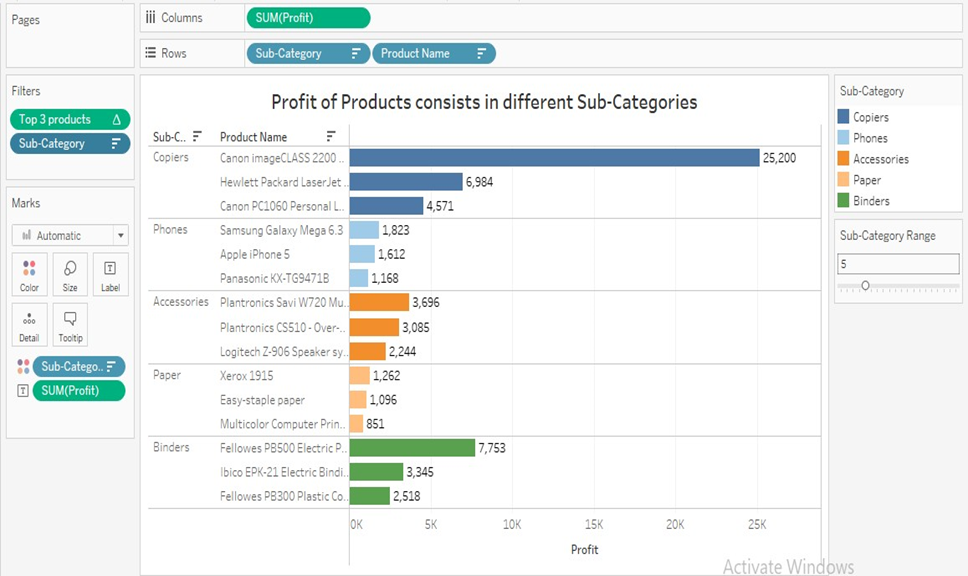 Pages
Columns
SUM(Profit)
Rows
Sub-Category
Product Name
Filters
Top 3 products
Sub-Category
Marks
Automatic
Color
Size
Label
Detail
Tooltip
Sub-Catego..
SUM(Profit)
Profit of Products consists in different Sub-Categories
Sub-C.. Product Name
Copiers Canon imageCLASS 2200 .. 25,200
Hewlett Packard LaserJet .. 6,984
Canon PC1060 Personal L.. 4,571
Phones Samsung Galaxy Mega 6.3 1,823
Apple iPhone 5 1,612
Panasonic KX-TG9471B 1,168
Accessories Plantronics Savi W720 Mu.. 3,696
Plantronics CS510 - Over-.. 3,085
Logitech Z-906 Speaker sy.. 2,244
Paper Xerox 1915 1,262
Easy-staple paper 1,096
Multicolor Computer Prin.. 851
Binders Fellowes PB500 Electric P.. 7,753
Ibico EPK-21 Electric Bindi.. 3,345
Fellowes PB300 Plastic Co.. 2,518
0K 5K 10K 15K 20K 25K
Profit
Sub-Category
Copiers
Phones
Accessories
Paper
Binders
Sub-Category Range
5
Activate Windows